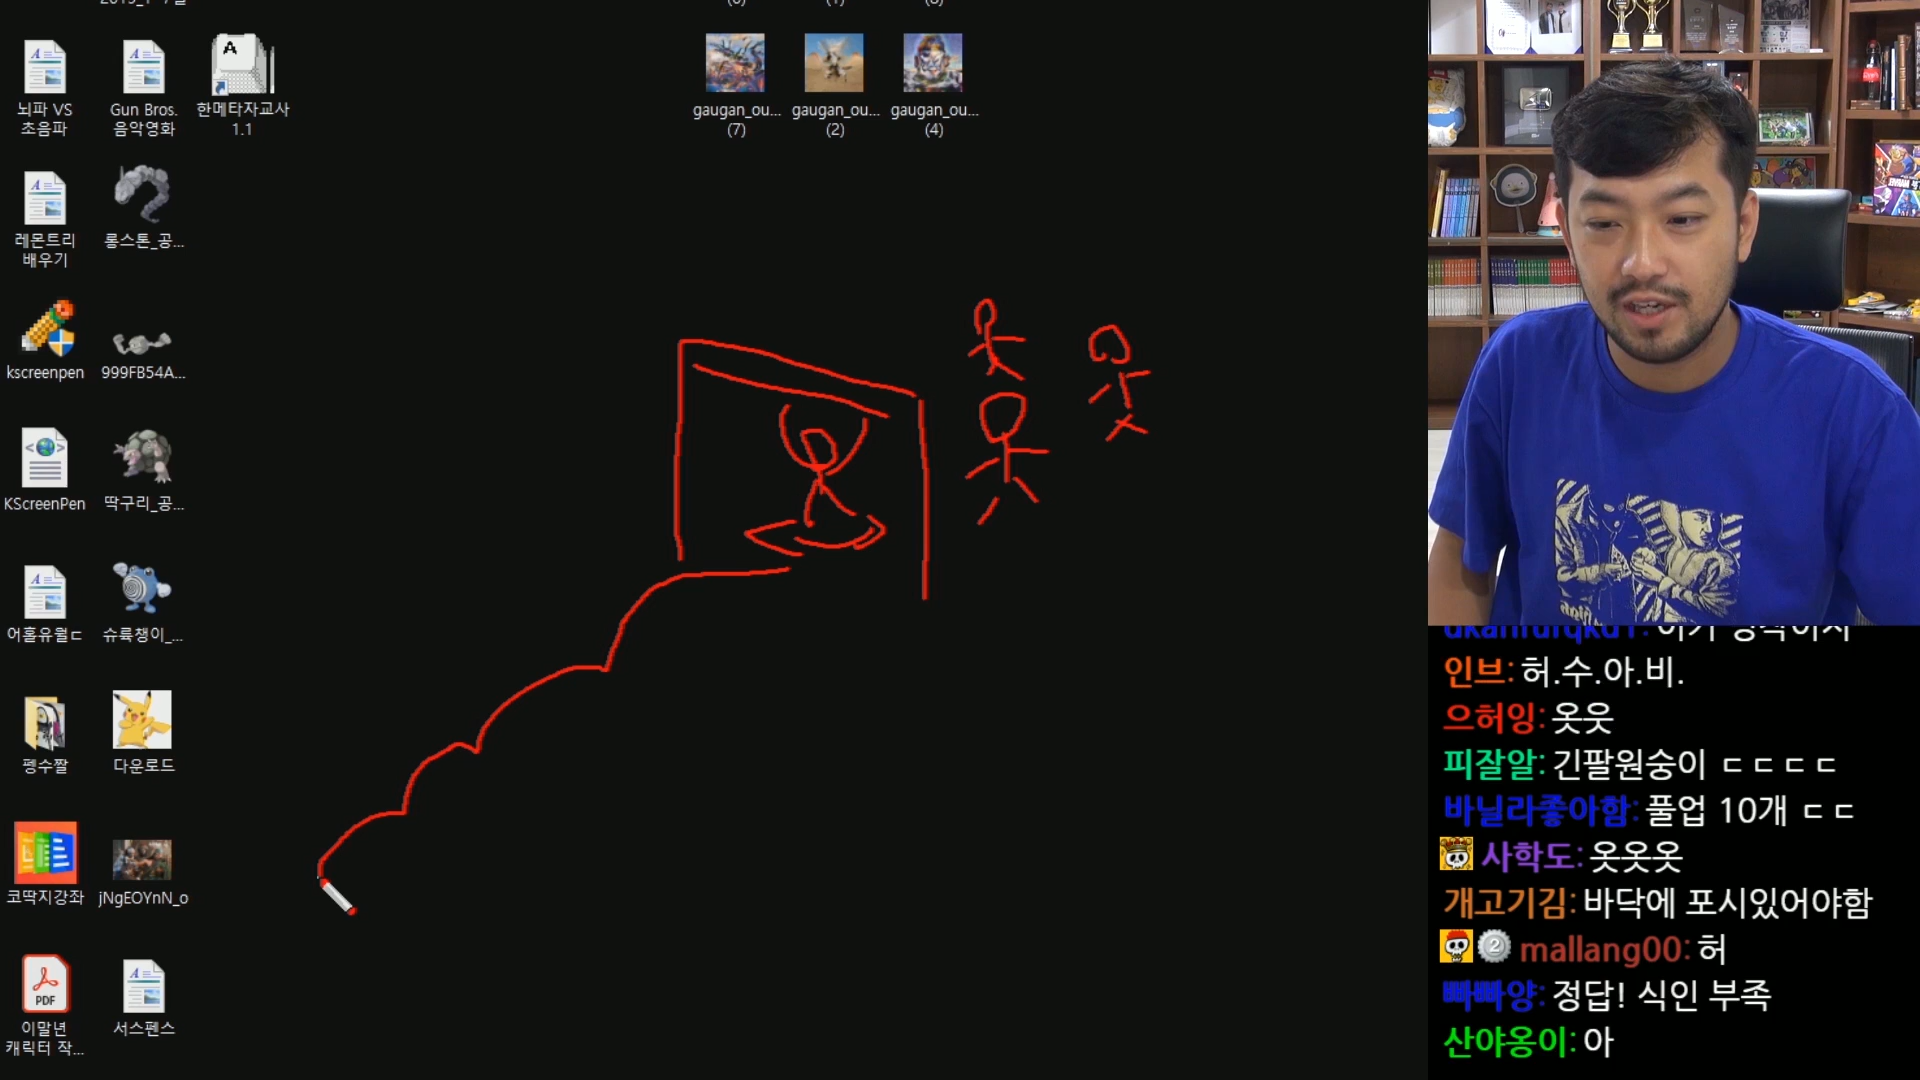 뇌파 VS
초음파
Gun Bros.
음악영화
A
한메타자교사
1.1
gaugan_ou...
(7)
gaugan_ou...
(2)
gaugan_ou...
(4)
레몬트리
배우기
롱스톤_공...
kscreenpen
999FB54A...
KScreenPen
딱구리_공...
어홀유월ㄷ
슈륙챙이_...
펭수짤
다운로드
코딱지강좌
jNgEOYnN_o
PDF
이말년
캐릭터 작...
서스펜스
인브: 허.수.아.비.
으허잉: 옷웃
피잘알: 긴팔원숭이 ㄷㄷㄷㄷ
바닐라좋아함: 풀업 10개 ㄷㄷ
사학도: 옷옷옷
개고기김: 바닥에 포시있어야함
2 mallang00: 허
빠빠양: 정답! 식인 부족
산야옹이: 아